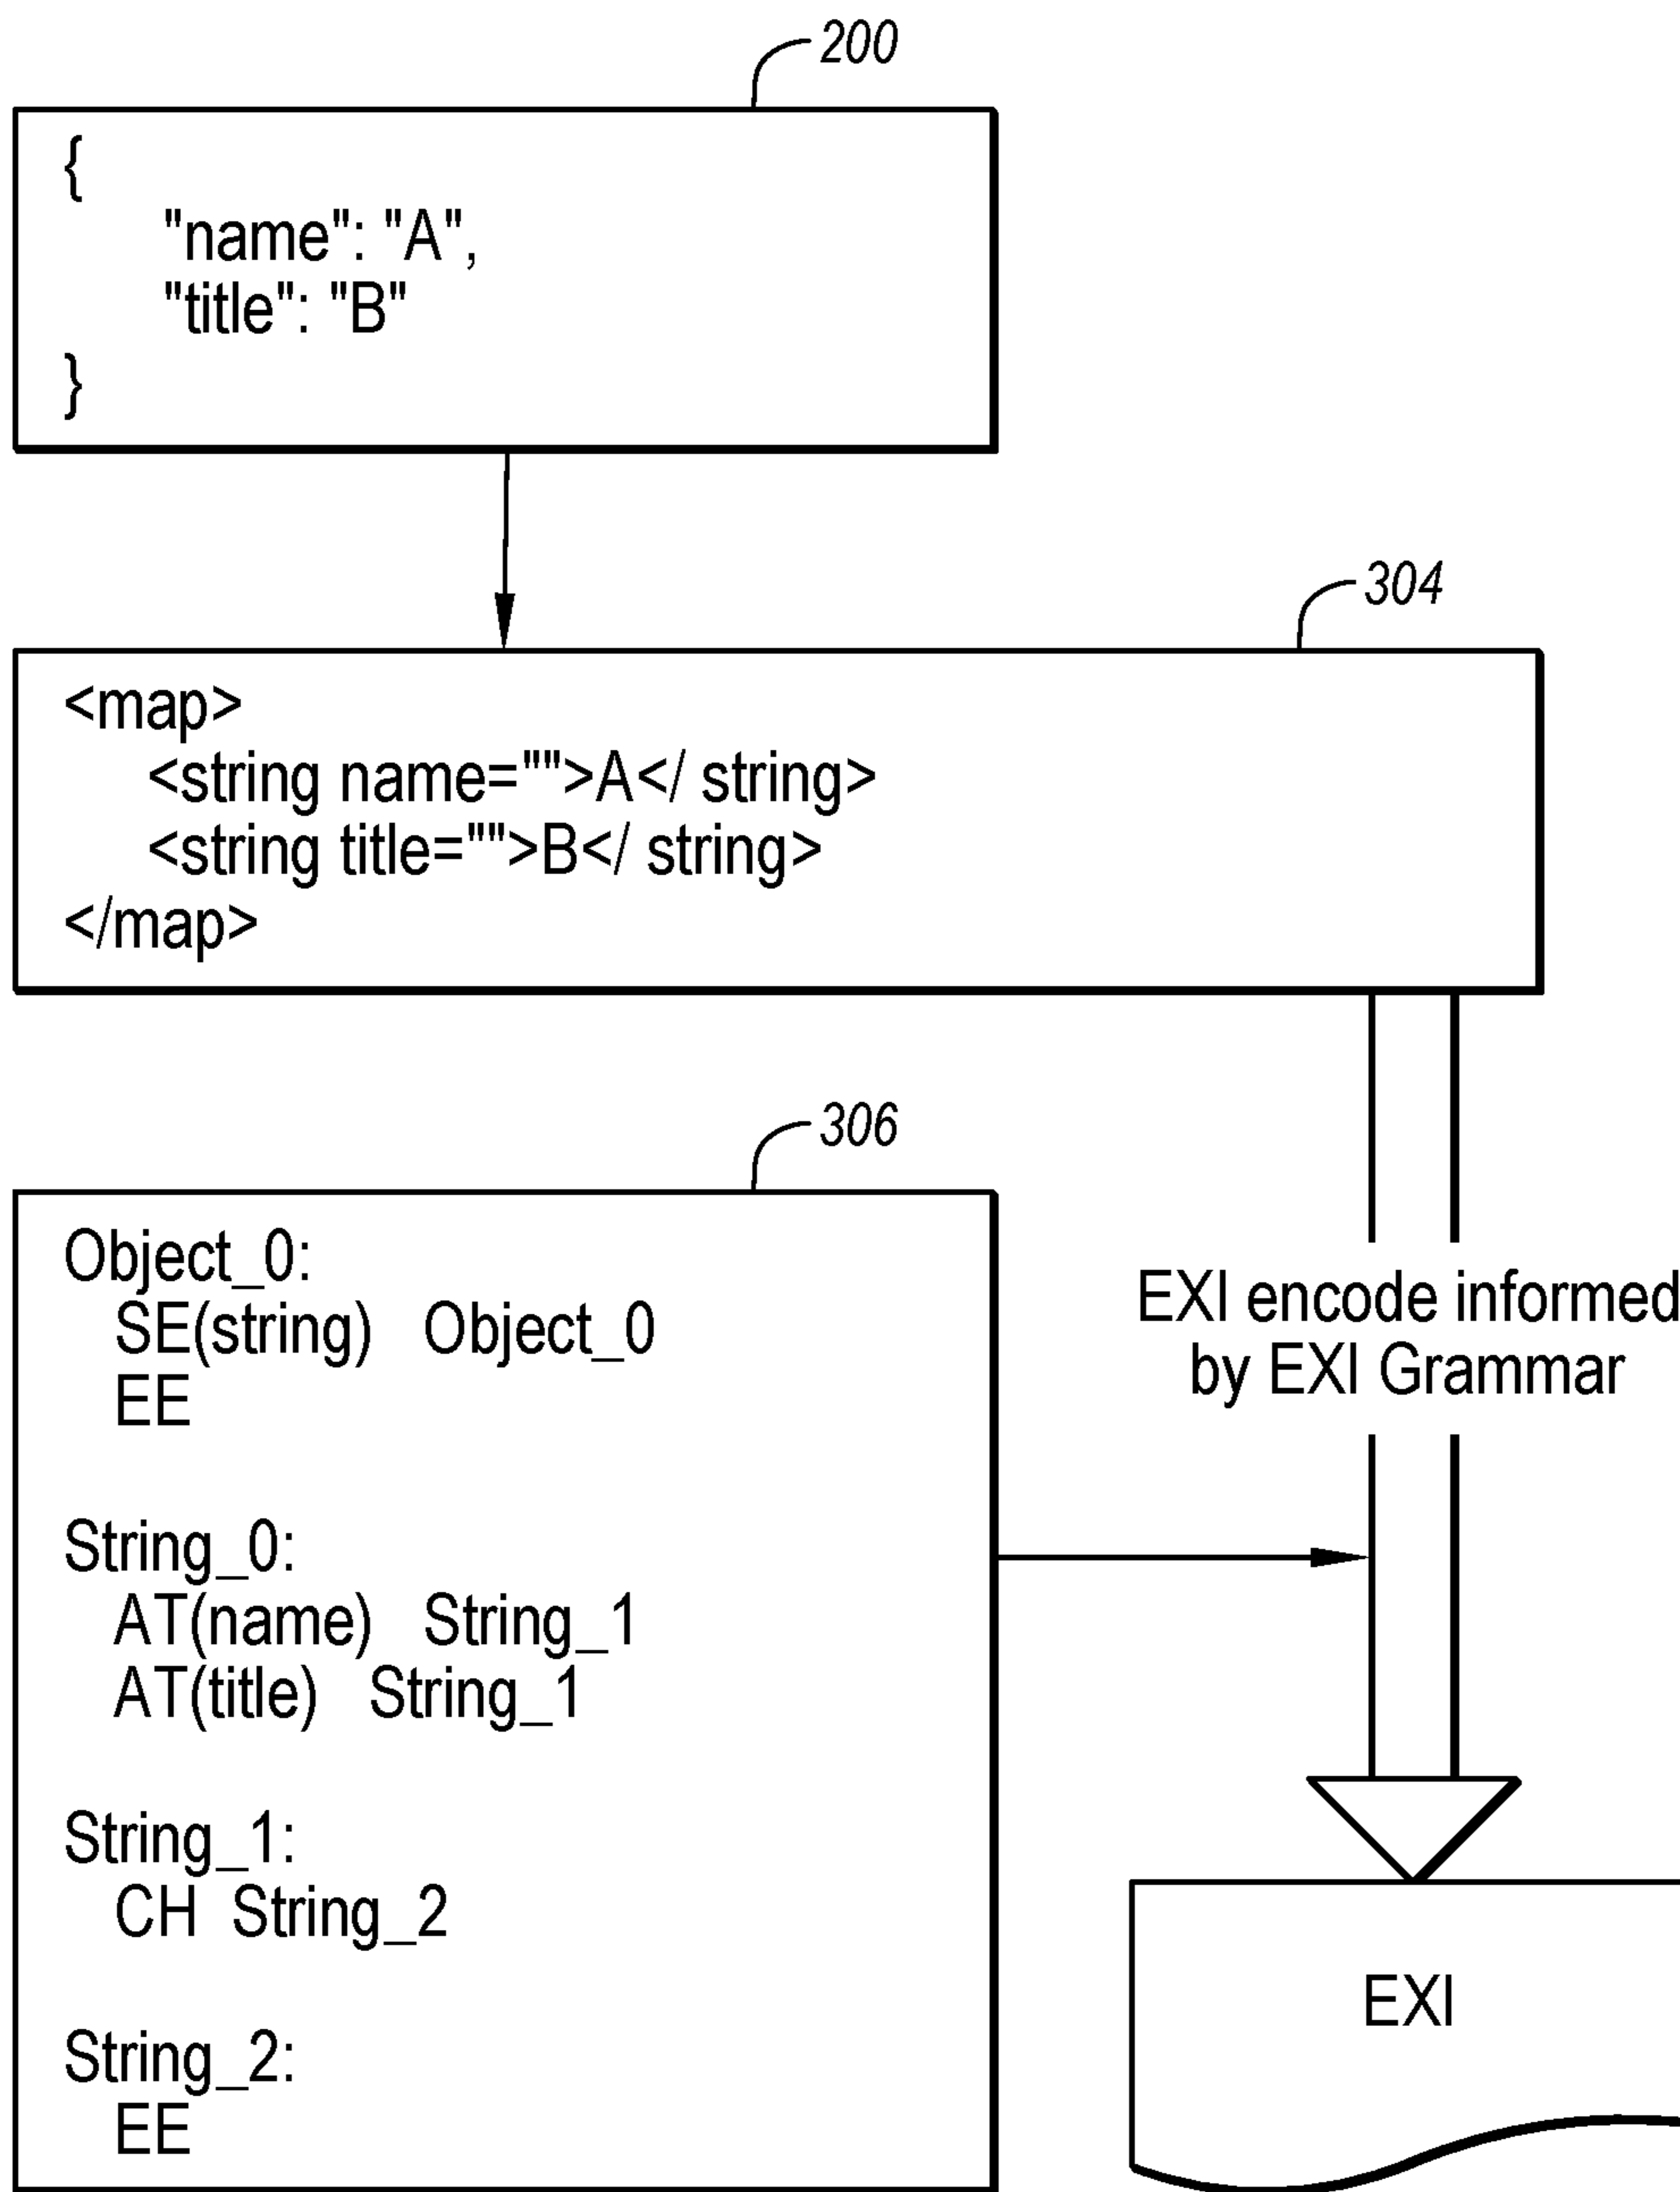 200
{
"name": "A",
"title": "B"
}
304
<map>
<string name="">A</ string>
<string title="">B</ string>
</map>
306
Object_0:
SE(string) Object_0
EE
String_0:
AT(name) String_1
AT(title) String_1
String_1:
CH String_2
String_2:
EE
EXI encode informed
by EXI Grammar
EXI